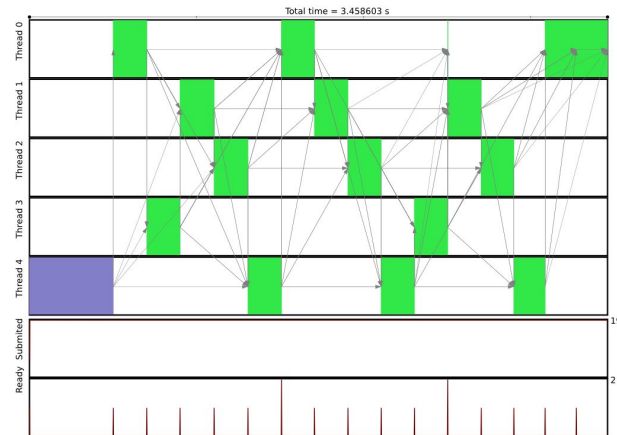 Total time = 3.458603 s
Thread 0
Thread 1
Thread 2
Thread 3
Thread 4
Submited
Ready
2